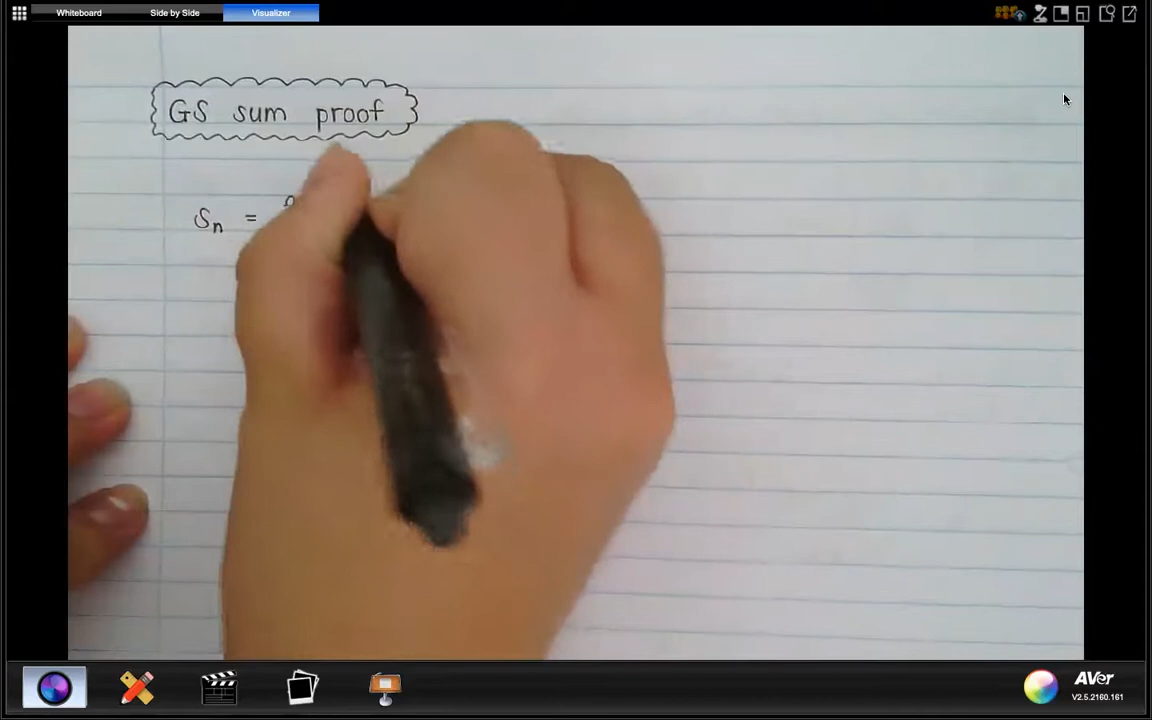 Whiteboard Side by Side Visualizer
GS sum proof
Sn =
AVer
V2.5.2160.161